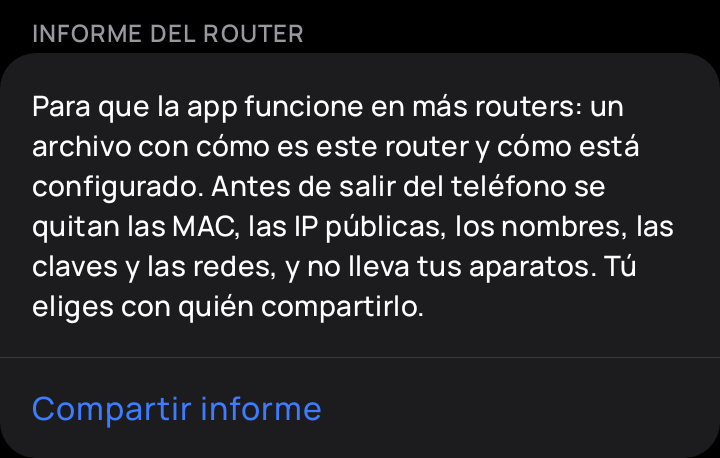 INFORME DEL ROUTER
Para que la app funcione en más routers: un
archivo con cómo es este router y cómo está
configurado. Antes de salir del teléfono se
quitan las MAC, las IP públicas, los nombres, las
claves y las redes, y no lleva tus aparatos. Tú
eliges con quién compartirlo.
Compartir informe